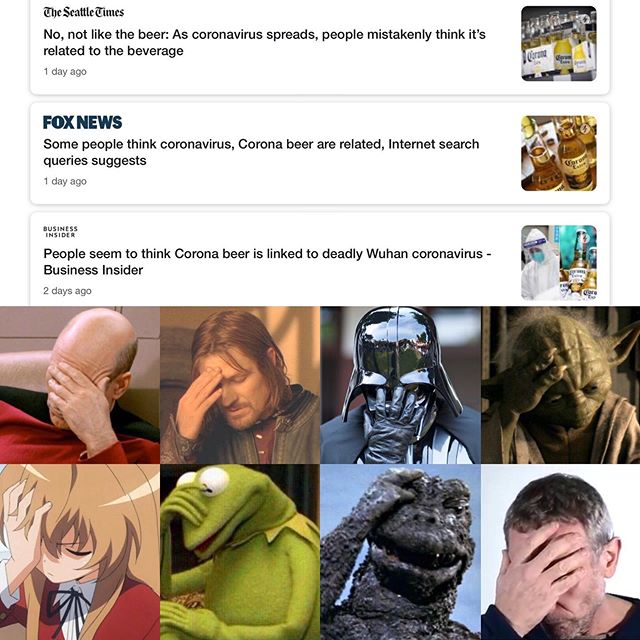 The Seattle Times
No, not like the beer: As coronavirus spreads, people mistakenly think it's
related to the beverage
1 day ago
FOX NEWS
Some people think coronavirus, Corona beer are related, Internet search
queries suggests
1 day ago
BUSINESS
INSIDER
People seem to think Corona beer is linked to deadly Wuhan coronavirus -
Business Insider
2 days ago